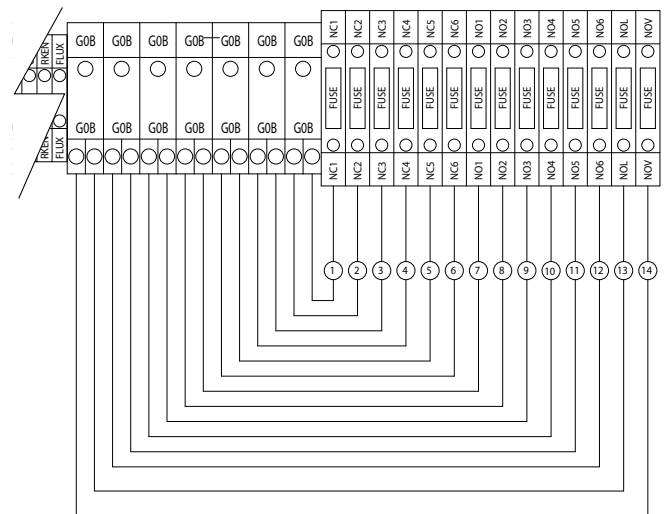 RKEN FLUX G0B G0B G0B G0B G0B G0B G0B NC1 NC2 NC3 NC4 NC5 NC6 NO1 NO2 NO3 NO4 NO5 NO6 NOL NOV
FUSE FUSE FUSE FUSE FUSE FUSE FUSE FUSE FUSE FUSE FUSE FUSE FUSE FUSE
RKEN FLUX G0B G0B G0B G0B G0B G0B G0B
NC1 NC2 NC3 NC4 NC5 NC6 NO1 NO2 NO3 NO4 NO5 NO6 NOL NOV
1 2 3 4 5 6 7 8 9 10 11 12 13 14